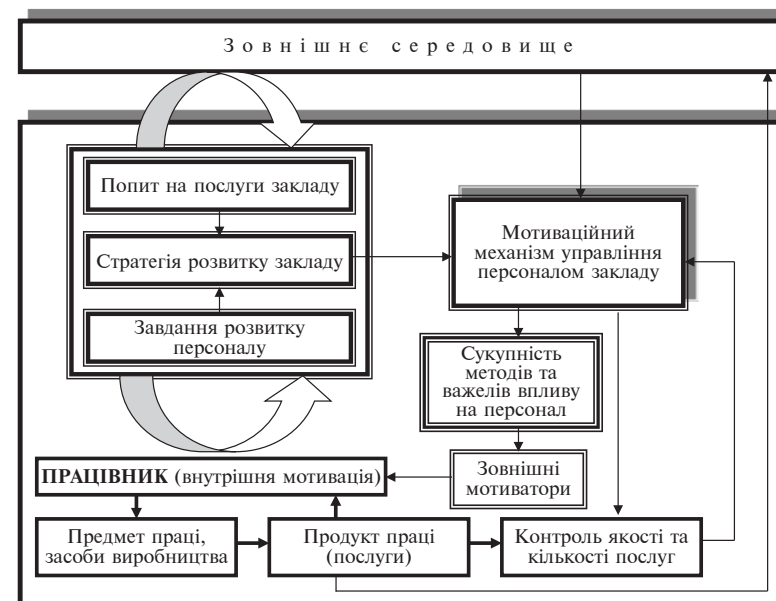 Зовнішнє середовище
Попит на послуги закладу
Стратегія розвитку закладу
Завдання розвитку
персоналу
Мотиваційний
механізм управління
персоналом закладу
Сукупність
методів та
важелів впливу
на персонал
Зовнішні
мотиватори
ПРАЦІВНИК (внутрішня мотивація)
Предмет праці,
засоби виробництва
Продукт праці
(послуги)
Контроль якості та
кількості послуг